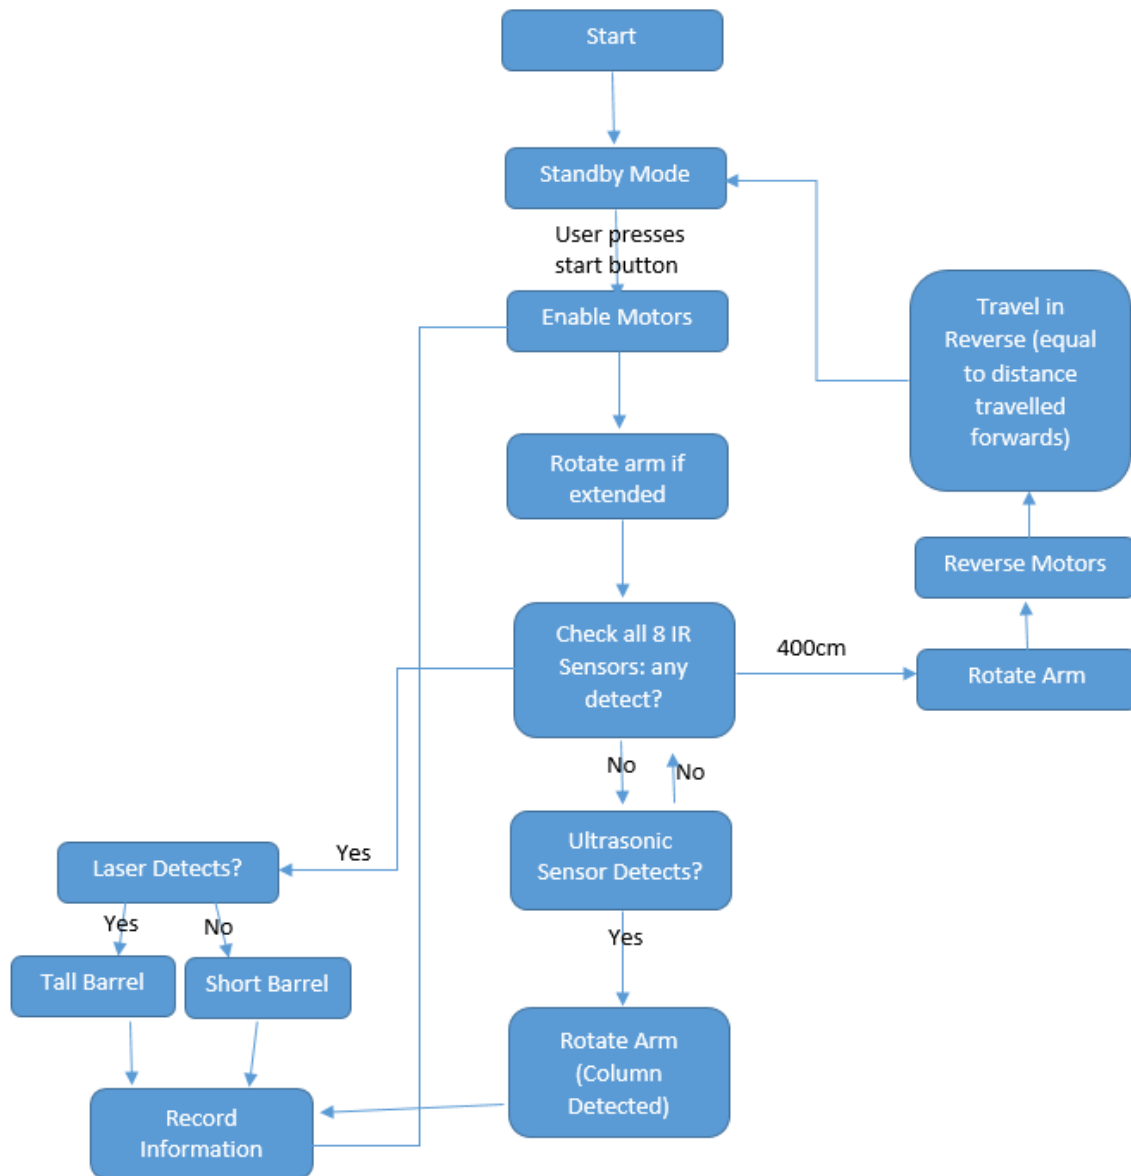 Start
Standby Mode
User presses
start button
Enable Motors
Travel in
Reverse (equal
to distance
travelled
forwards)
Rotate arm if
extended
Reverse Motors
Check all 8 IR
Sensors: any
detect?
400cm
Rotate Arm
No
No
Yes
Laser Detects?
Ultrasonic
Sensor Detects?
Yes
No
Yes
Tall Barrel
Short Barrel
Rotate Arm
(Column
Detected)
Record
Information